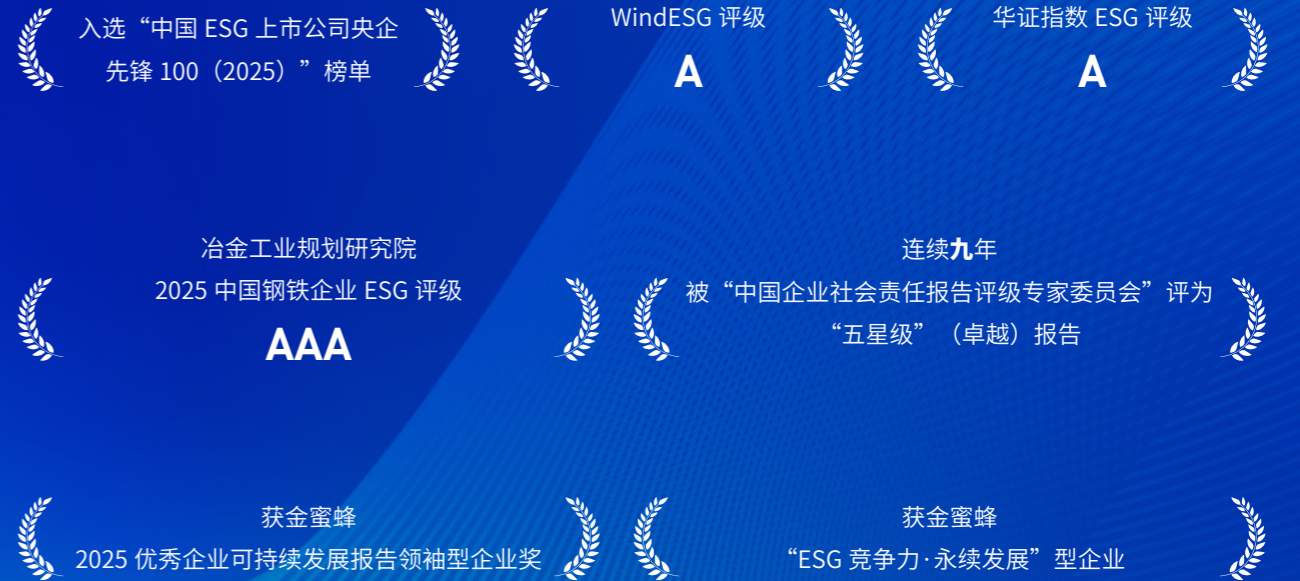 入选“中国 ESG 上市公司央企
先锋 100（2025）”榜单
WindESG 评级
A
华证指数 ESG 评级
A
冶金工业规划研究院
2025 中国钢铁企业 ESG 评级
AAA
连续九年
被“中国企业社会责任报告评级专家委员会”评为
“五星级”（卓越）报告
获金蜜蜂
2025 优秀企业可持续发展报告领袖型企业奖
获金蜜蜂
“ESG 竞争力·永续发展”型企业